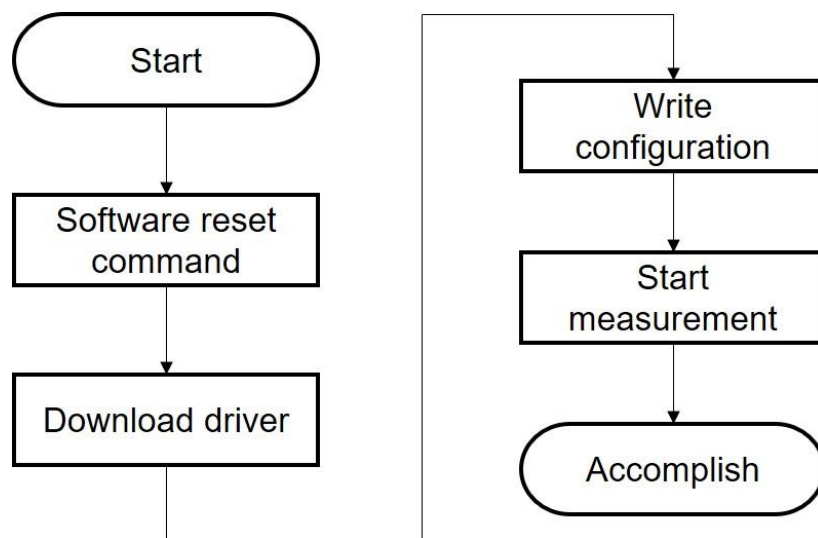 Start
Software reset
command
Download driver
Write
configuration
Start
measurement
Accomplish